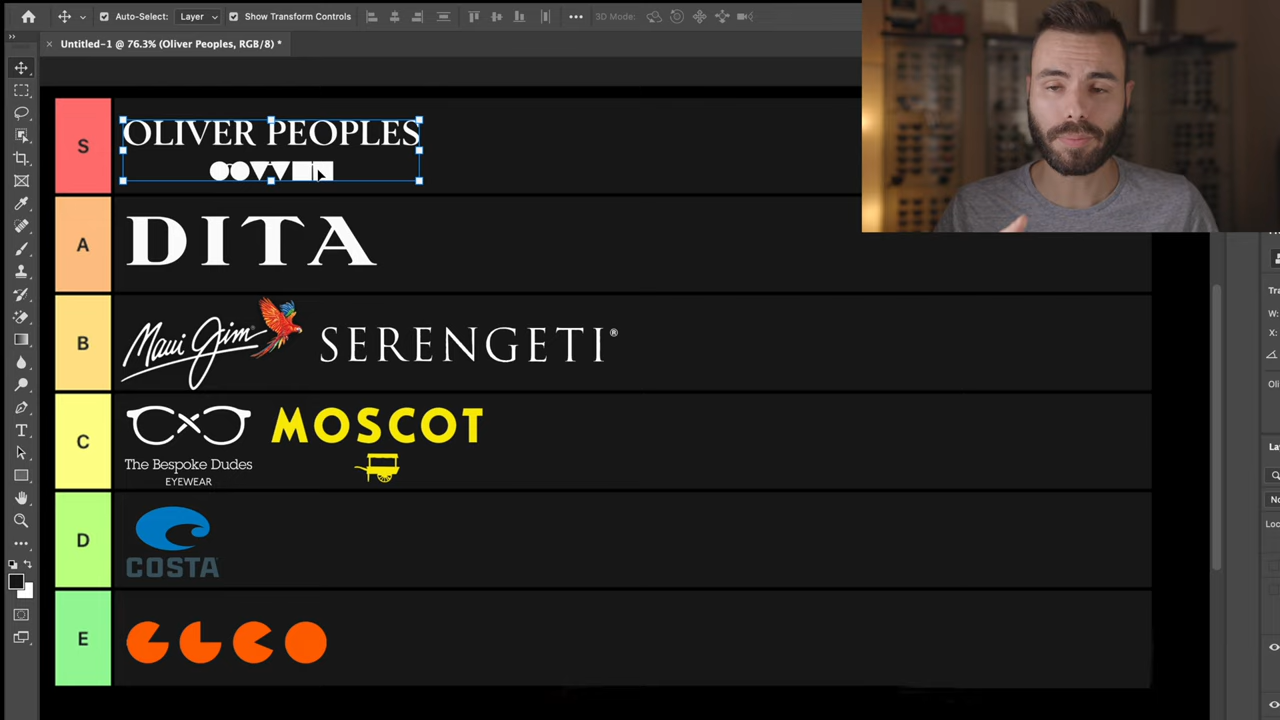 Auto-Select: Layer Show Transform Controls 3D Mode:
Untitled-1 @ 76.3% (Oliver Peoples, RGB/8) *
S
OLIVER PEOPLES
A
DITA
B
Maui Jim
SERENGETI®
C
The Bespoke Dudes
EYEWEAR
MOSCOT
D
COSTA
E
CLCO
W:
X: